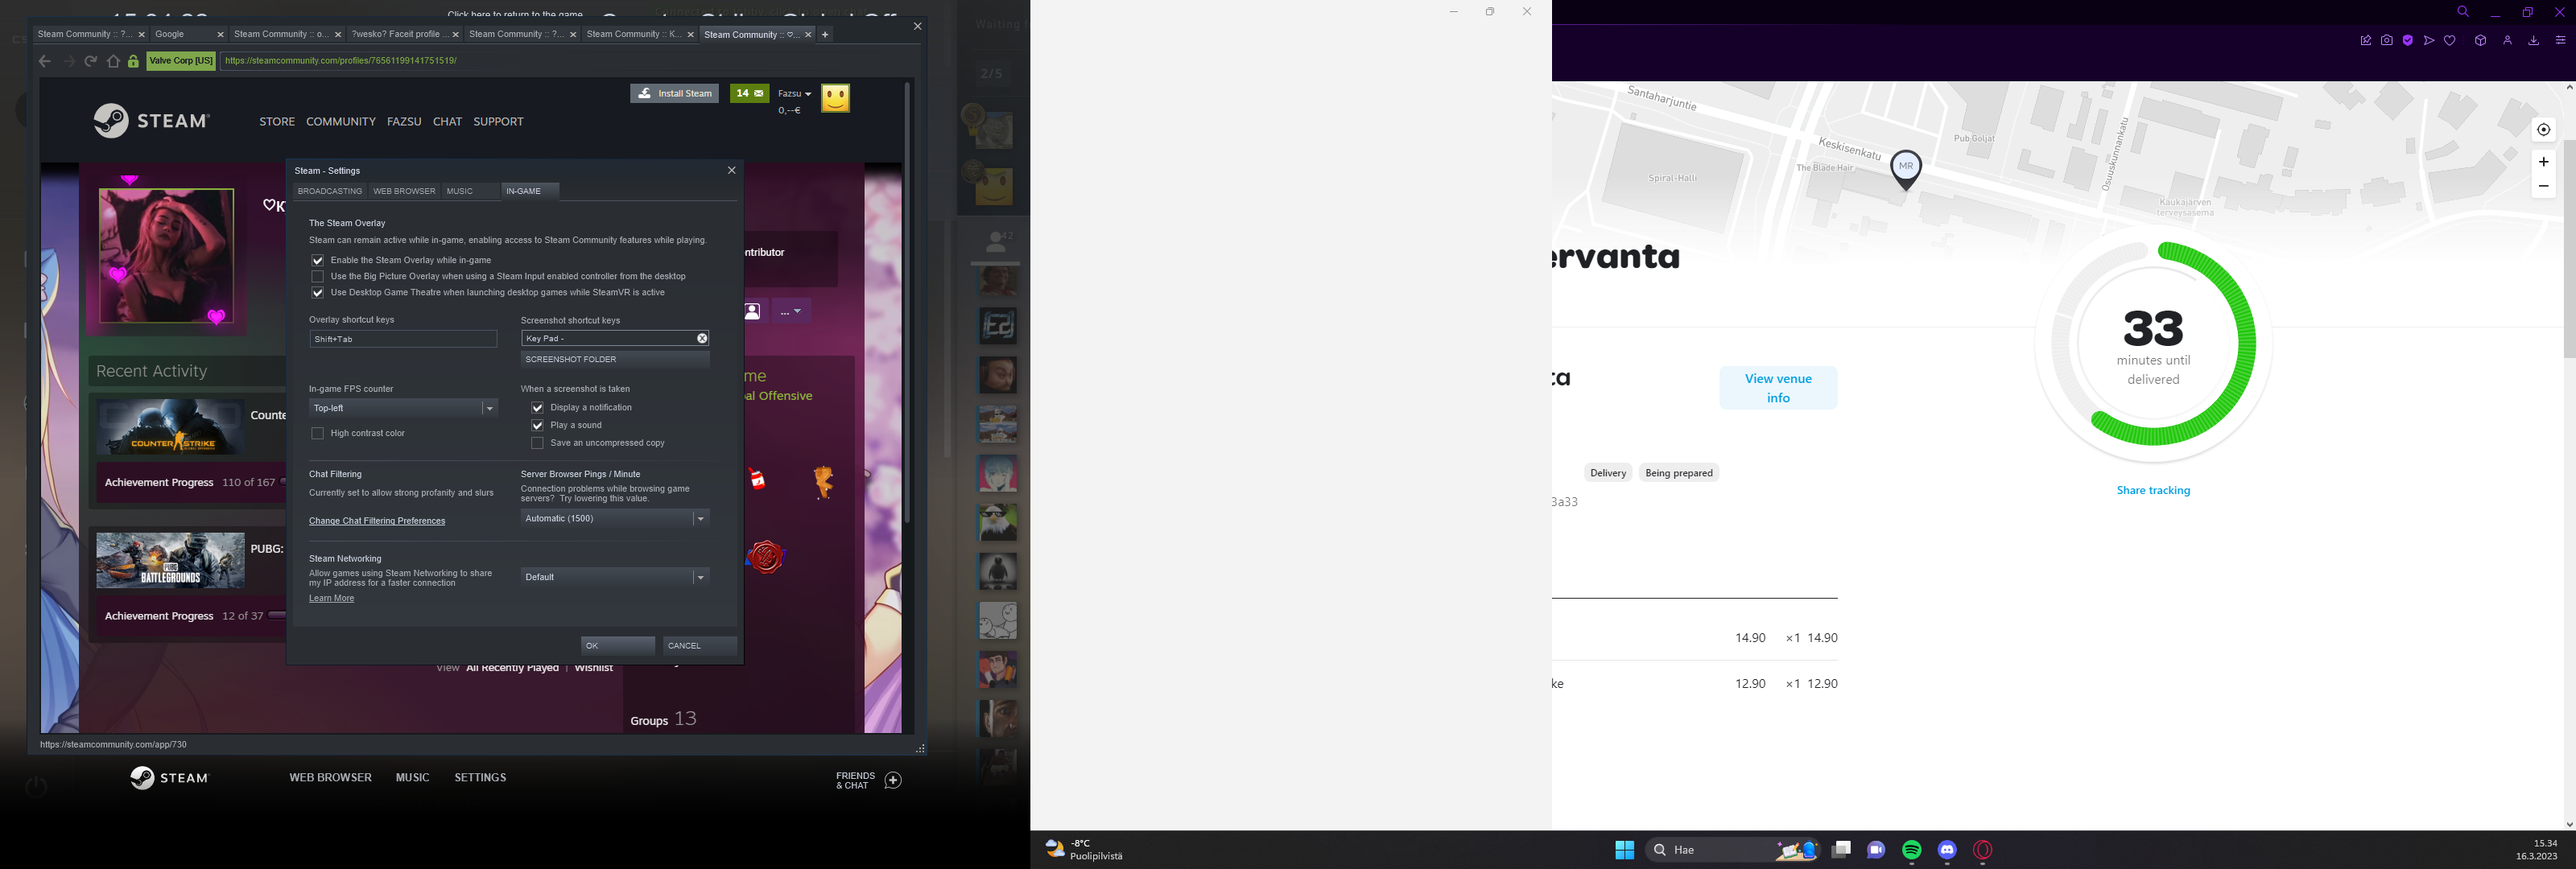 Click here to return to the game
Waiting f
Steam Community :: ?...
Google
Steam Community :: o...
?wesko? Faceit profile ...
Steam Community :: ?...
Steam Community :: K...
Steam Community :: ♡...
Valve Corp [US]
https://steamcommunity.com/profiles/76561199141751519/
2/5
STEAM
STORE COMMUNITY FAZSU CHAT SUPPORT
Install Steam
14
Fazsu
0,--€
42
♡K
ntributor
...
Recent Activity
Counte
COUNTER STRIKE
Achievement Progress 110 of 167
PUBG:
PUBG
BATTLEGROUNDS
Achievement Progress 12 of 37
me
al Offensive
Steam - Settings
BROADCASTING WEB BROWSER MUSIC IN-GAME
The Steam Overlay
Steam can remain active while in-game, enabling access to Steam Community features while playing.
Enable the Steam Overlay while in-game
Use the Big Picture Overlay when using a Steam Input enabled controller from the desktop
Use Desktop Game Theatre when launching desktop games while SteamVR is active
Overlay shortcut keys
Shift+Tab
Screenshot shortcut keys
Key Pad -
SCREENSHOT FOLDER
In-game FPS counter
Top-left
High contrast color
When a screenshot is taken
Display a notification
Play a sound
Save an uncompressed copy
Chat Filtering
Currently set to allow strong profanity and slurs
Change Chat Filtering Preferences
Server Browser Pings / Minute
Connection problems while browsing game
servers? Try lowering this value.
Automatic (1500)
Steam Networking
Allow games using Steam Networking to share
my IP address for a faster connection
Learn More
Default
OK
CANCEL
View All Recently Played | Wishlist
Groups 13
https://steamcommunity.com/app/730
STEAM
WEB BROWSER MUSIC SETTINGS
FRIENDS
& CHAT
-8°C
Puolipilvistä
Santaharjuntie
Spiral-Halli
Keskisenkatu
The Blade Hair
MR
Pub Goljat
Osuuskunnankatu
Kaukajärven
terveysasema
ervanta
33
minutes until
delivered
Share tracking
ta
View venue
info
Delivery
Being prepared
3a33
14.90 ×1 14.90
ke 12.90 ×1 12.90
Hae
15.34
16.3.2023